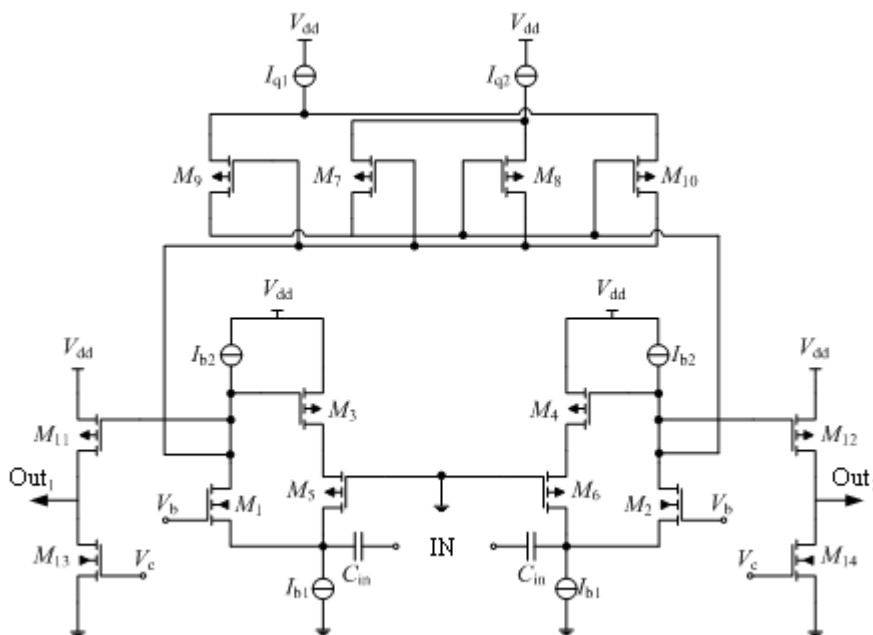 Vdd Vdd
Iq1 Iq2
M9 M7 M8 M10
Vdd Vdd
Vdd Ib2 Ib2 Vdd
M3 M4
M11 M12
Out1 M5 M6 Out
Vb M1 M2 Vb
IN
M13 Vc Cin Cin Vc M14
Ib1 Ib1